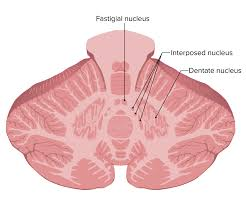 Fastigial nucleus
Interposed nucleus
Dentate nucleus